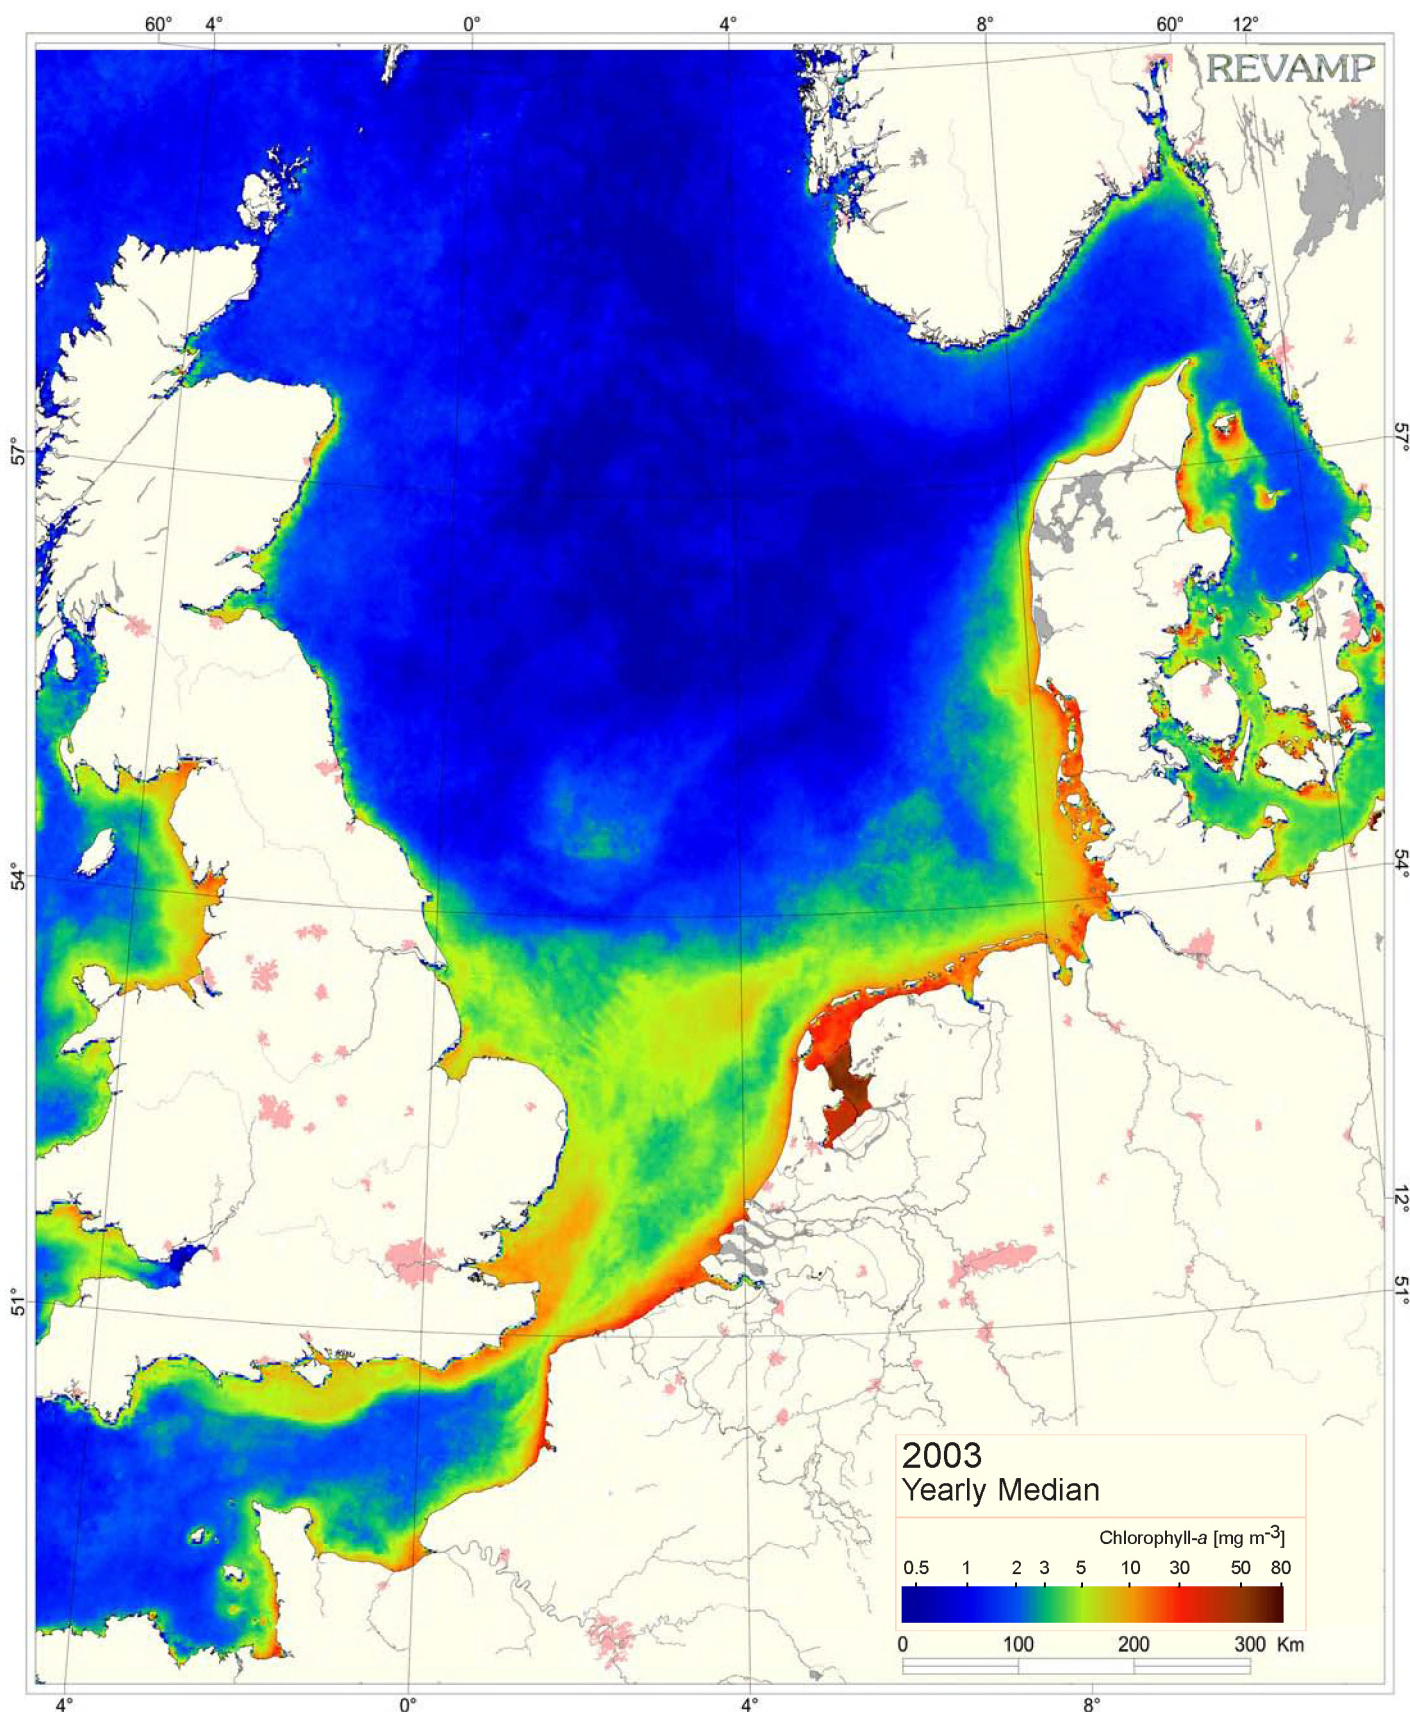 60° 4° 0° 4° 8° 60° 12°
REVAMP
57° 57°
54° 54°
12°
51° 51°
2003
Yearly Median
Chlorophyll-a [mg m-3]
0.5 1 2 3 5 10 30 50 80
0 100 200 300 Km
4° 0° 4° 8°